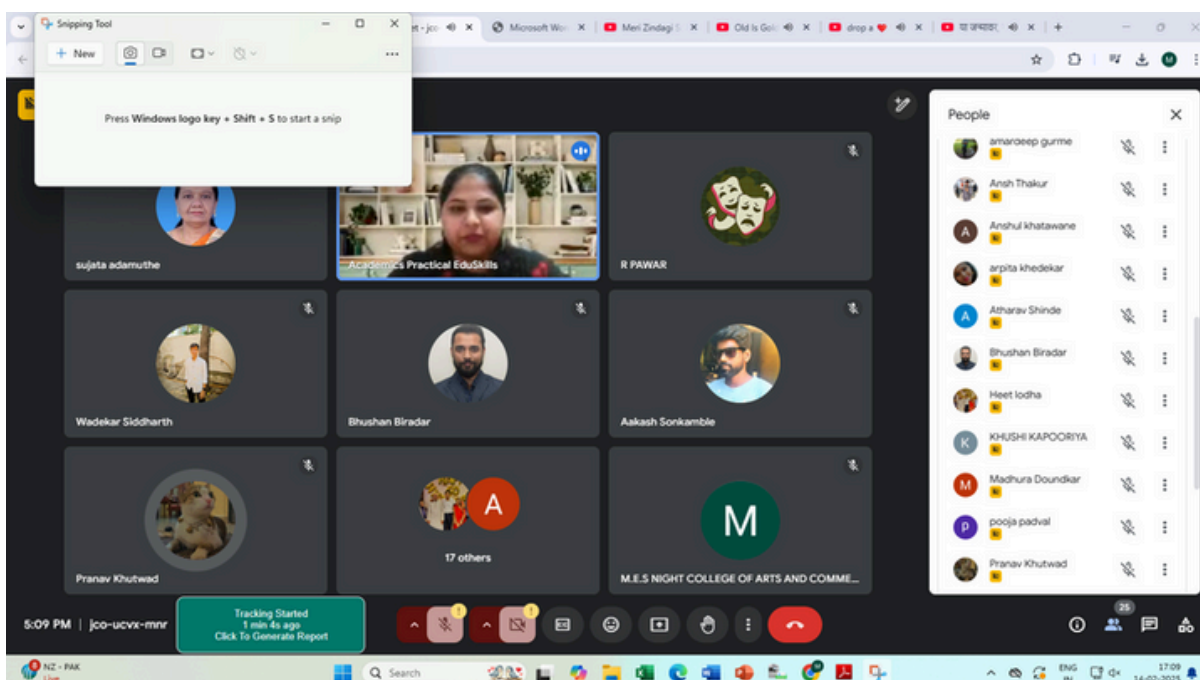 Snipping Tool
New
Press Windows logo key + Shift + S to start a snip
Microsoft Wor
Meri Zindagi
Old Is Gol
drop a
sujata adamuthe
Academics Practical EduSkills
R PAWAR
Wadekar Siddharth
Bhushan Biradar
Aakash Sonkamble
Pranav Khutwad
A
17 others
M
M.E.S NIGHT COLLEGE OF ARTS AND COMME...
People
amardeep gurme
Ansh Thakur
A
Anshul khatawane
arpita khedekar
A
Atharav Shinde
Bhushan Biradar
Heet lodha
K
KHUSHI KAPOORIYA
M
Madhura Doundkar
p
pooja padval
Pranav Khutwad
5:09 PM | jco-ucvx-mnr
Tracking Started
1 min 4s ago
Click To Generate Report
25
NZ - PAK
Live
Search
ENG
IN
17:09
14-02-2025